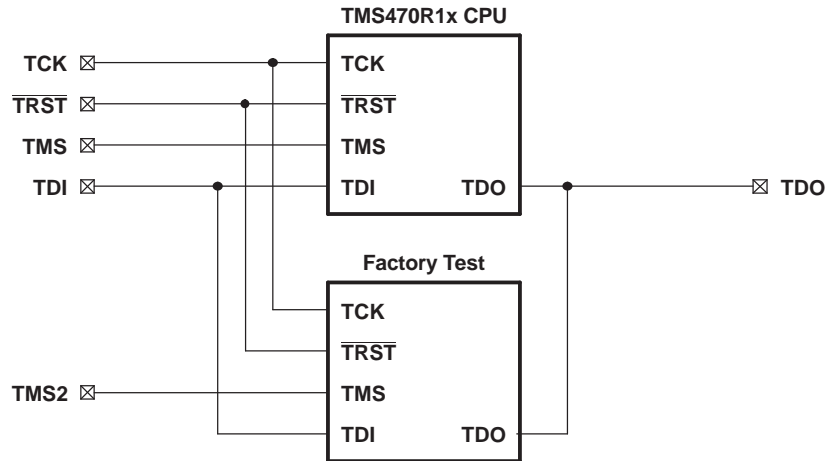 TMS470R1x CPU
TCK
TRST
TMS
TDI
TCK
TRST
TMS
TDI TDO
TDO
Factory Test
TCK
TRST
TMS
TDI TDO
TMS2